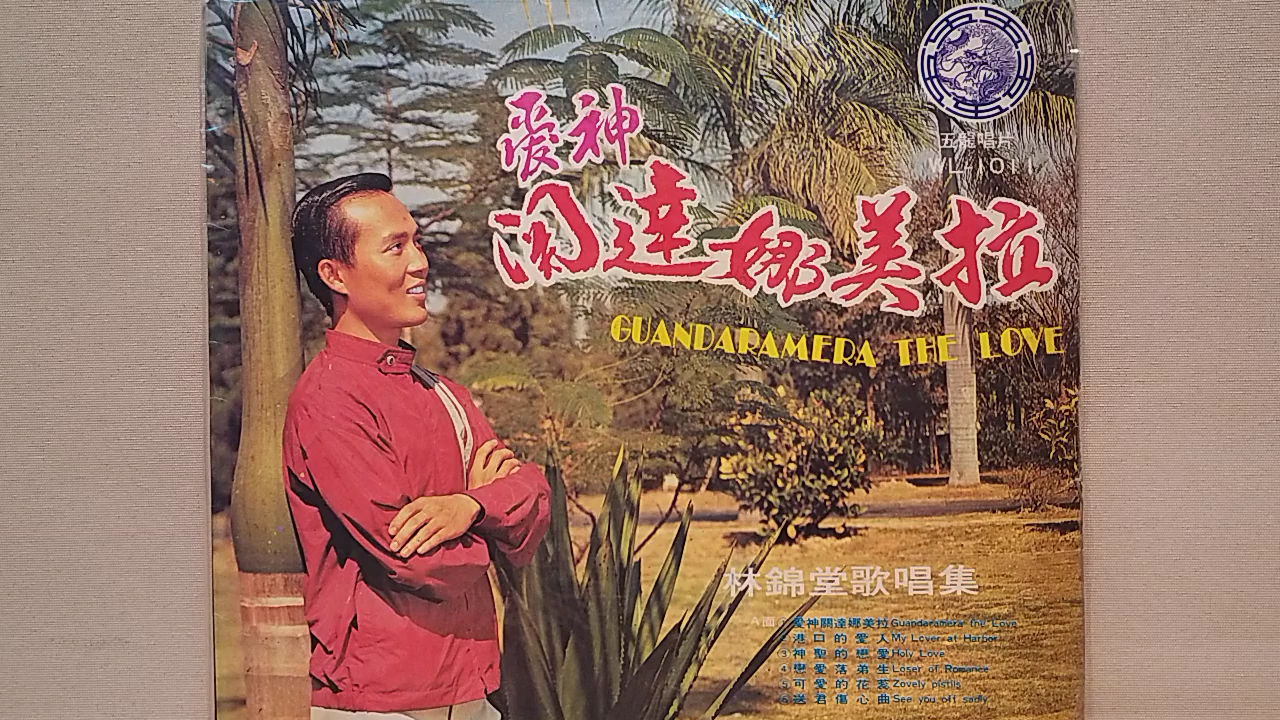 五龍唱片
WL-1011
愛神
関達娜美拉
GUANDARAMERA THE LOVE
林錦堂歌唱集
A面 1 愛神關達娜美拉 Guandaramera The Love
2 港口的愛人 My Lover at Harbor
3 神聖的戀愛 Holy Love
4 戀愛落弟生 Loser of Romance
5 可愛的花蕊 Zovely pistils
6 送君傷心曲 See you off sadly